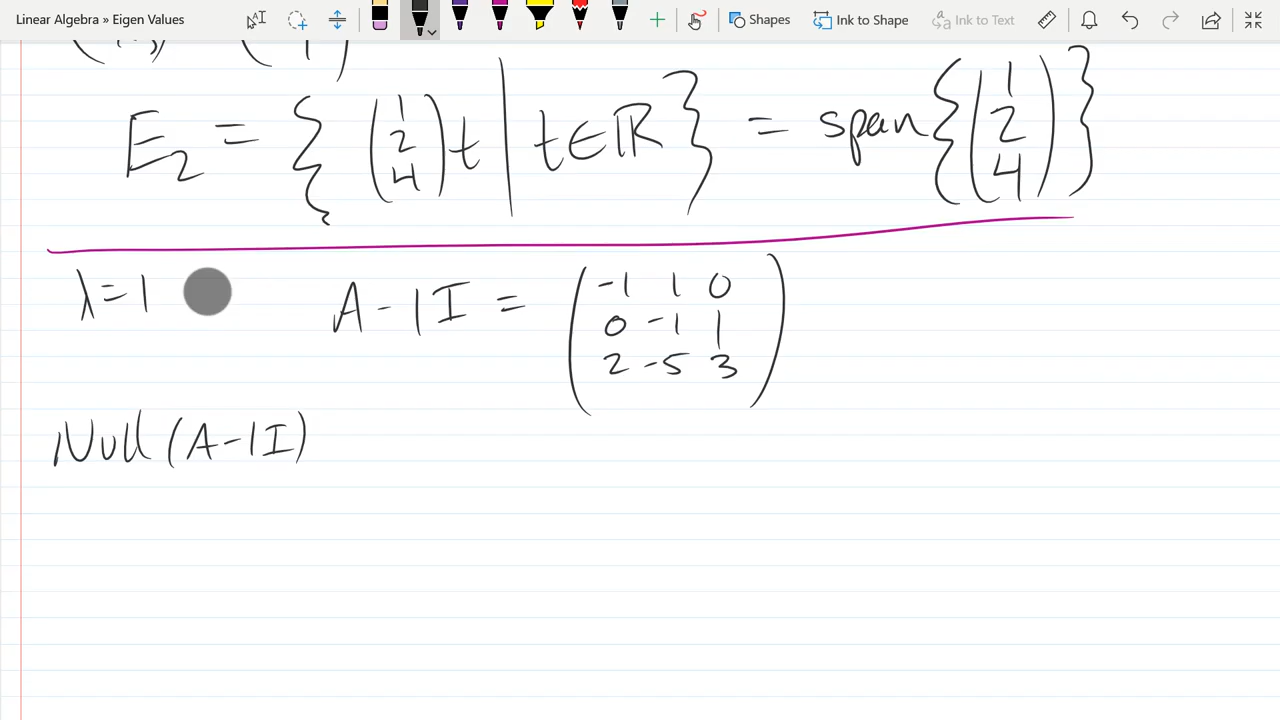 Linear Algebra » Eigen Values
Shapes
Ink to Shape
Ink to Text
E₂ = { (1 2 4) t | t ∈ ℝ } = span { (1 2 4) }
λ = 1
A - 1I = ( -1 1 0
0 -1 1
2 -5 3 )
Null (A - 1I)